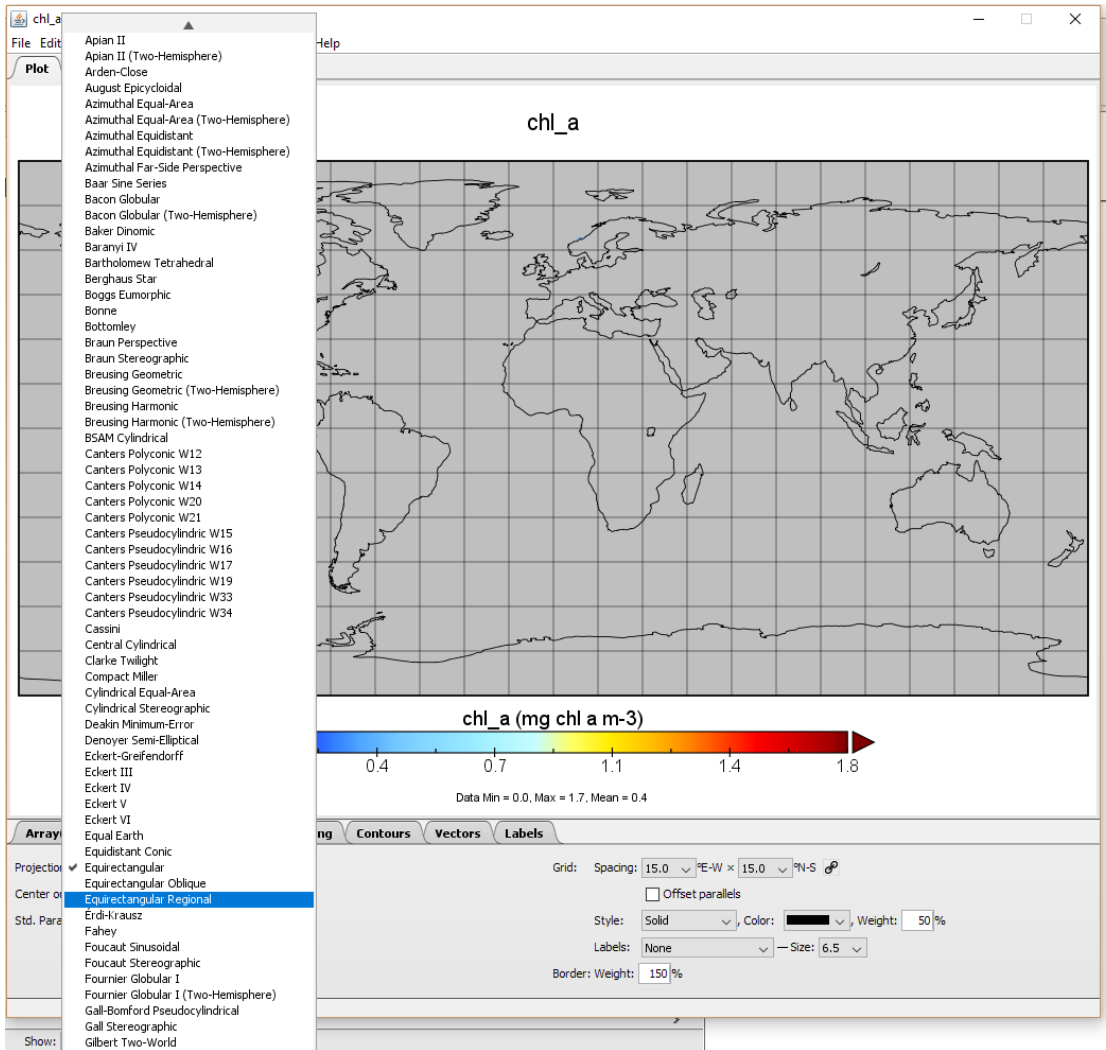 chl_a
File Edit
Help
Plot
Apian II
Apian II (Two-Hemisphere)
Arden-Close
August Epicycloidal
Azimuthal Equal-Area
Azimuthal Equal-Area (Two-Hemisphere)
Azimuthal Equidistant
Azimuthal Equidistant (Two-Hemisphere)
Azimuthal Far-Side Perspective
Baar Sine Series
Bacon Globular
Bacon Globular (Two-Hemisphere)
Baker Dinomic
Baranyi IV
Bartholomew Tetrahedral
Berghaus Star
Boggs Eumorphic
Bonne
Bottomley
Braun Perspective
Braun Stereographic
Breusing Geometric
Breusing Geometric (Two-Hemisphere)
Breusing Harmonic
Breusing Harmonic (Two-Hemisphere)
BSAM Cylindrical
Canters Polyconic W12
Canters Polyconic W13
Canters Polyconic W14
Canters Polyconic W20
Canters Polyconic W21
Canters Pseudocylindric W15
Canters Pseudocylindric W16
Canters Pseudocylindric W17
Canters Pseudocylindric W19
Canters Pseudocylindric W33
Canters Pseudocylindric W34
Cassini
Central Cylindrical
Clarke Twilight
Compact Miller
Cylindrical Equal-Area
Cylindrical Stereographic
Deakin Minimum-Error
Denoyer Semi-Elliptical
Eckert-Greifendorff
Eckert III
Eckert IV
Eckert V
Eckert VI
Equal Earth
Equidistant Conic
Equirectangular
Equirectangular Oblique
Equirectangular Regional
Érdi-Krausz
Fahey
Foucaut Sinusoidal
Foucaut Stereographic
Fournier Globular I
Fournier Globular I (Two-Hemisphere)
Gall-Bomford Pseudocylindrical
Gall Stereographic
Gilbert Two-World
chl_a
chl_a (mg chl a m-3)
0.4 0.7 1.1 1.4 1.8
Data Min = 0.0, Max = 1.7, Mean = 0.4
Array
ng Contours Vectors Labels
Projection
Center o
Std. Para
Grid: Spacing: 15.0 °E-W × 15.0 °N-S
Offset parallels
Style: Solid , Color: , Weight: 50 %
Labels: None — Size: 6.5
Border: Weight: 150 %
Show: